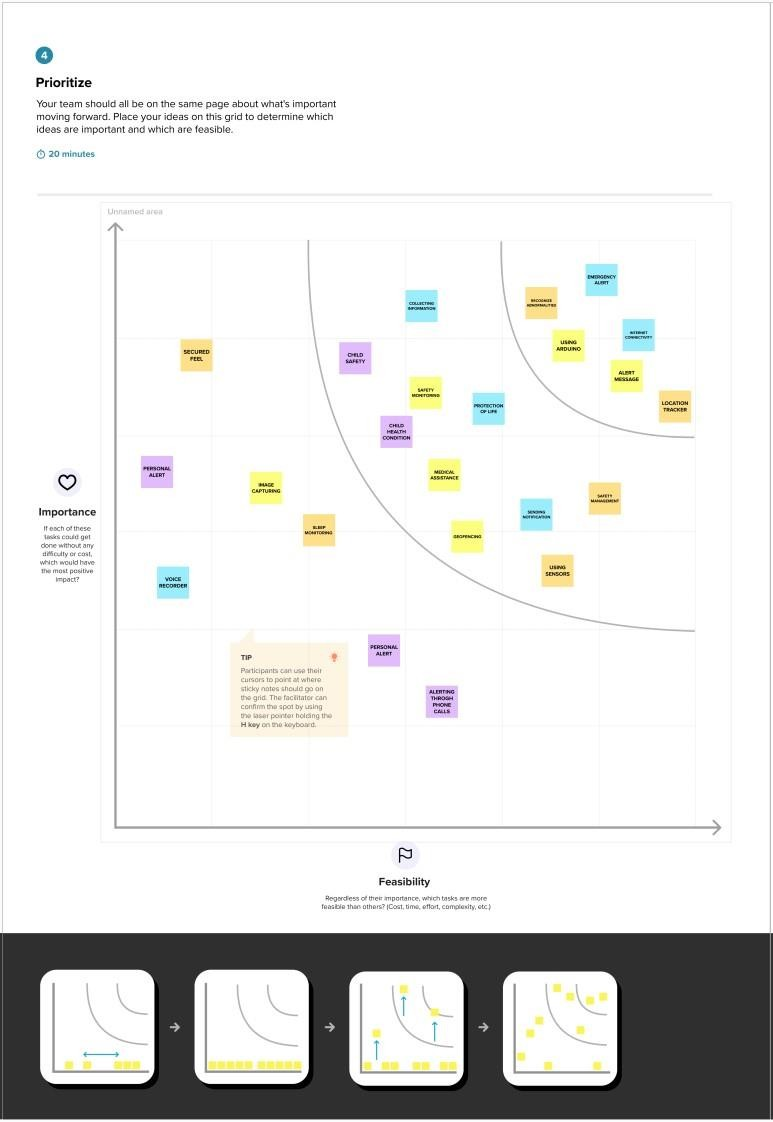 4
Prioritize
Your team should all be on the same page about what's important
moving forward. Place your ideas on this grid to determine which
ideas are important and which are feasible.
20 minutes
Unnamed area
EMERGENCY
ALERT
RECOGNIZE
ABNORMALITIES
COLLECTING
INFORMATION
INTERNET
CONNECTIVITY
USING
ARDUINO
SECURED
FEEL
CHILD
SAFETY
ALERT
MESSAGE
SAFETY
MONITORING
PROTECTION
OF LIFE
LOCATION
TRACKER
CHILD
HEALTH
CONDITION
PERSONAL
ALERT
MEDICAL
ASSISTANCE
IMAGE
CAPTURING
SAFETY
MANAGEMENT
SENDING
NOTIFICATION
SLEEP
MONITORING
GEOFENCING
USING
SENSORS
VOICE
RECORDER
Importance
If each of these
tasks could get
done without any
difficulty or cost,
which would have
the most positive
impact?
PERSONAL
ALERT
ALERTING
THROGH
PHONE
CALLS
TIP
Participants can use their
cursors to point at where
sticky notes should go on
the grid. The facilitator can
confirm the spot by using
the laser pointer holding the
H key on the keyboard.
Feasibility
Regardless of their importance, which tasks are more
feasible than others? (Cost, time, effort, complexity, etc.)